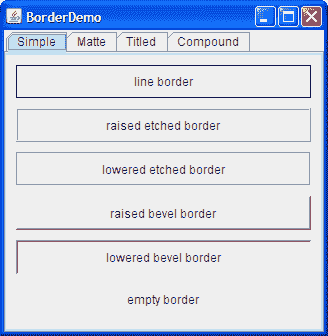 BorderDemo
Simple Matte Titled Compound
line border
raised etched border
lowered etched border
raised bevel border
lowered bevel border
empty border